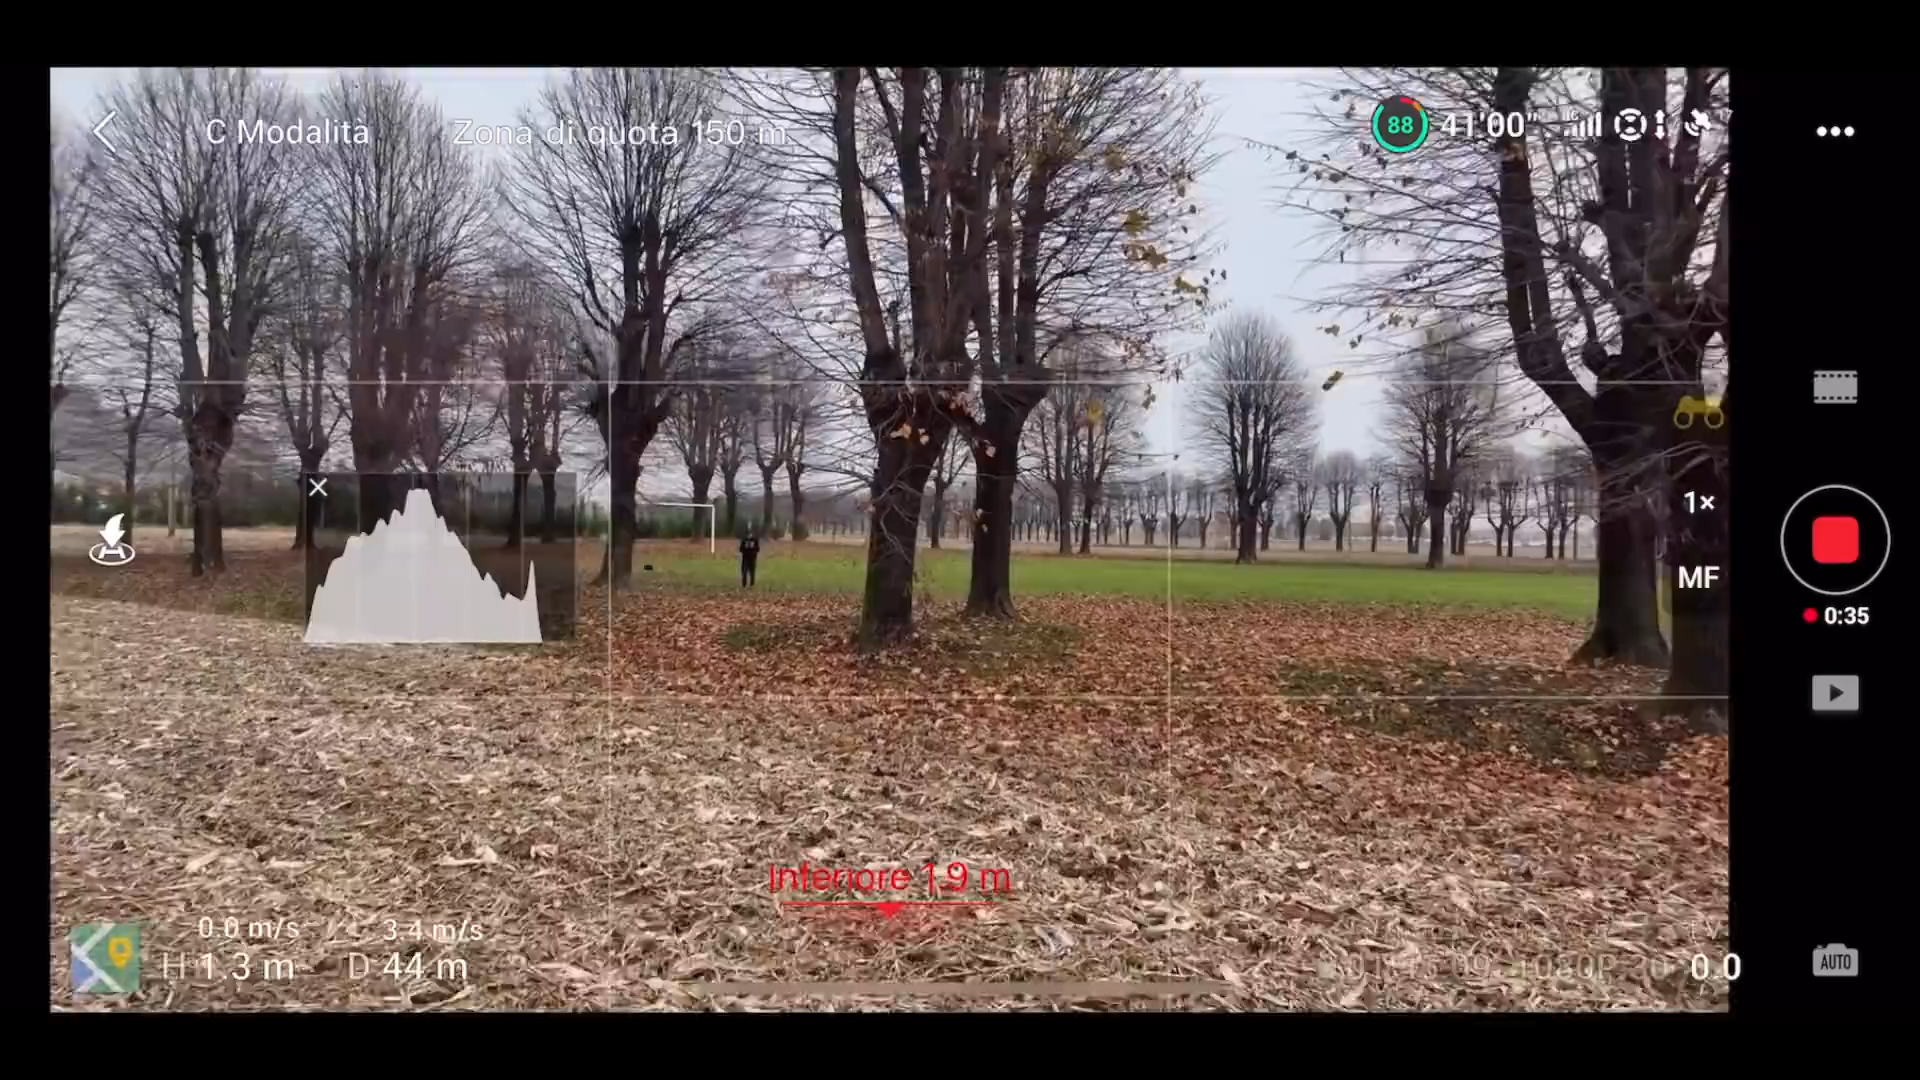 C Modalità
Zona di quota 150 m
88
41'00"
17
1×
MF
0:35
Inferiore 1.9 m
0.0 m/s
3.4 m/s
H 1.3 m
D 44 m
0.0
AUTO